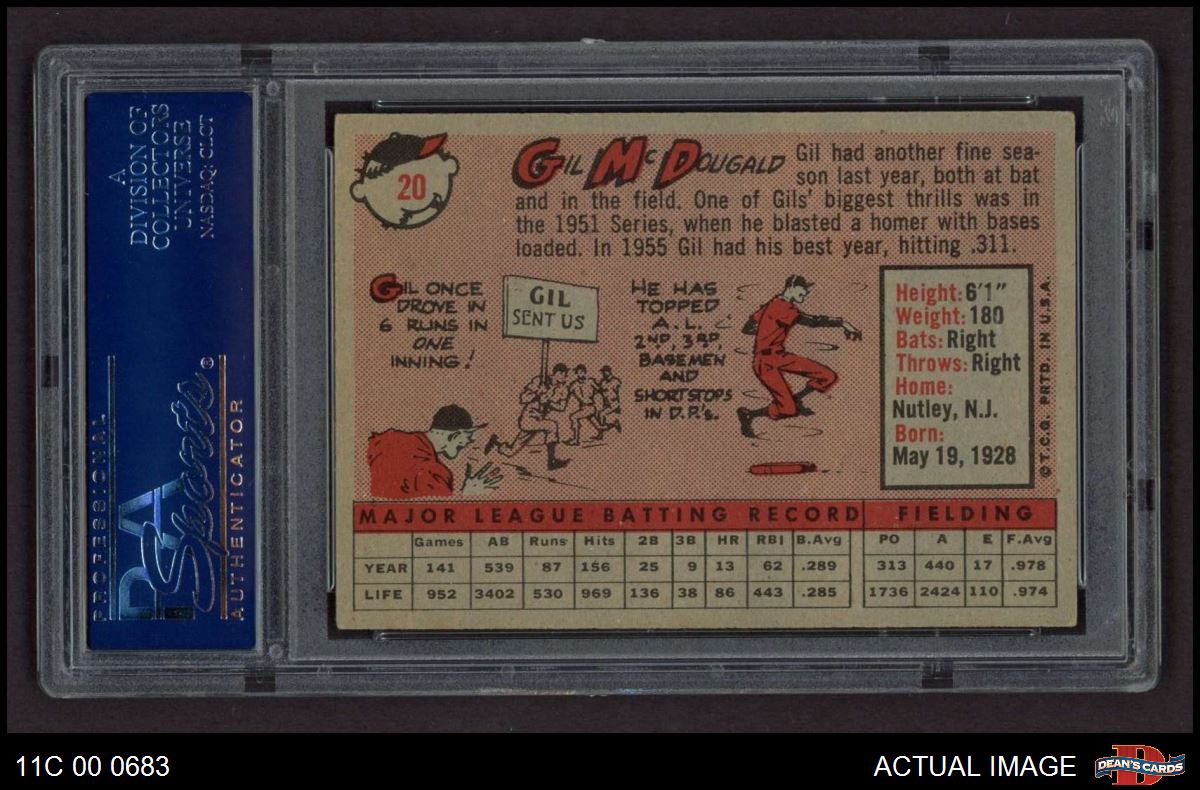 A
DIVISION OF
COLLECTORS
UNIVERSE
NASDAQ: CLCT
PROFESSIONAL
PSA
Sports®
AUTHENTICATOR
20
GIL MCDOUGALD
Gil had another fine sea-
son last year, both at bat
and in the field. One of Gils' biggest thrills was in
the 1951 Series, when he blasted a homer with bases
loaded. In 1955 Gil had his best year, hitting .311.
GIL ONCE
DROVE IN
6 RUNS IN
ONE
INNING!
GIL
SENT US
HE HAS
TOPPED
A.L.
2ND, 3RD,
BASEMEN
AND
SHORTSTOPS
IN D.P.'s.
Height: 6'1"
Weight: 180
Bats: Right
Throws: Right
Home:
Nutley, N.J.
Born:
May 19, 1928
©T.C.G. PRTD. IN U.S.A.
MAJOR LEAGUE BATTING RECORD FIELDING
Games AB Runs Hits 2B 3B HR RBI B.Avg PO A E F.Avg
YEAR 141 539 87 156 25 9 13 62 .289 313 440 17 .978
LIFE 952 3402 530 969 136 38 86 443 .285 1736 2424 110 .974
11C 00 0683
ACTUAL IMAGE
D
DEAN'S CARDS